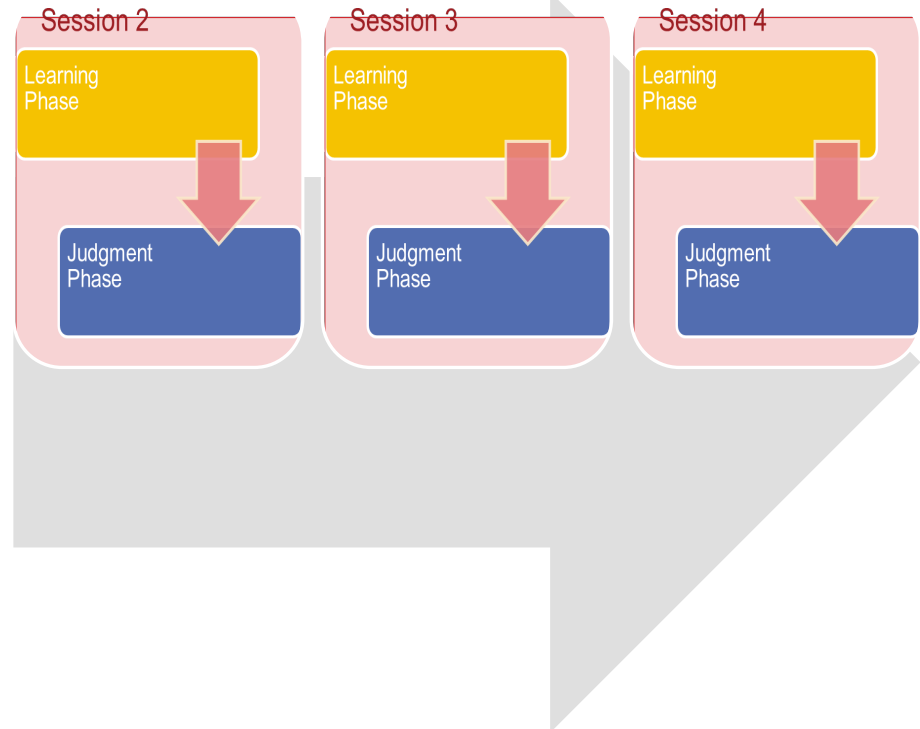 Session 2
Learning
Phase
Judgment
Phase
Session 3
Learning
Phase
Judgment
Phase
Session 4
Learning
Phase
Judgment
Phase